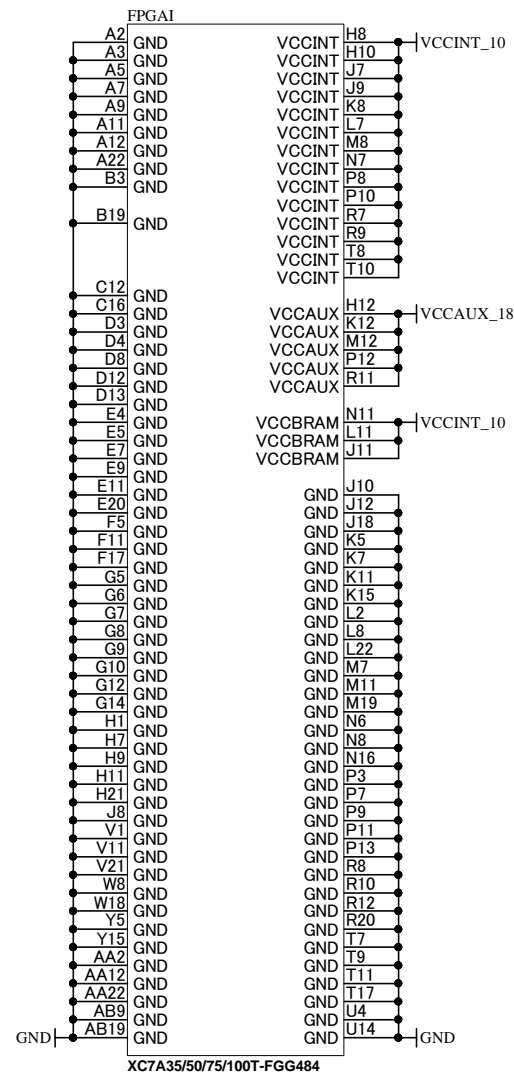 FPGAI
A2 GND VCCINT H8 VCCINT_10
A3 GND VCCINT H10
A5 GND VCCINT J7
A7 GND VCCINT J9
A9 GND VCCINT K8
A11 GND VCCINT L7
A12 GND VCCINT M8
A22 GND VCCINT N7
B3 GND VCCINT P8
VCCINT P10
B19 GND VCCINT R7
VCCINT R9
VCCINT T8
VCCINT T10
C12 GND
C16 GND VCCAUX H12 VCCAUX_18
D3 GND VCCAUX K12
D4 GND VCCAUX M12
D8 GND VCCAUX P12
D12 GND VCCAUX R11
D13 GND
E4 GND VCCBRAM N11 VCCINT_10
E5 GND VCCBRAM L11
E7 GND VCCBRAM J11
E9 GND
E11 GND GND J10
E20 GND GND J12
F5 GND GND J18
F11 GND GND K5
F17 GND GND K7
G5 GND GND K11
G6 GND GND K15
G7 GND GND L2
G8 GND GND L8
G9 GND GND L22
G10 GND GND M7
G12 GND GND M11
G14 GND GND M19
H1 GND GND N6
H7 GND GND N8
H9 GND GND N16
H11 GND GND P3
H21 GND GND P7
J8 GND GND P9
V1 GND GND P11
V11 GND GND P13
V21 GND GND R8
W8 GND GND R10
W18 GND GND R12
Y5 GND GND R20
Y15 GND GND T7
AA2 GND GND T9
AA12 GND GND T11
AA22 GND GND T17
AB9 GND GND U4
GND AB19 GND GND U14 GND
XC7A35/50/75/100T-FGG484